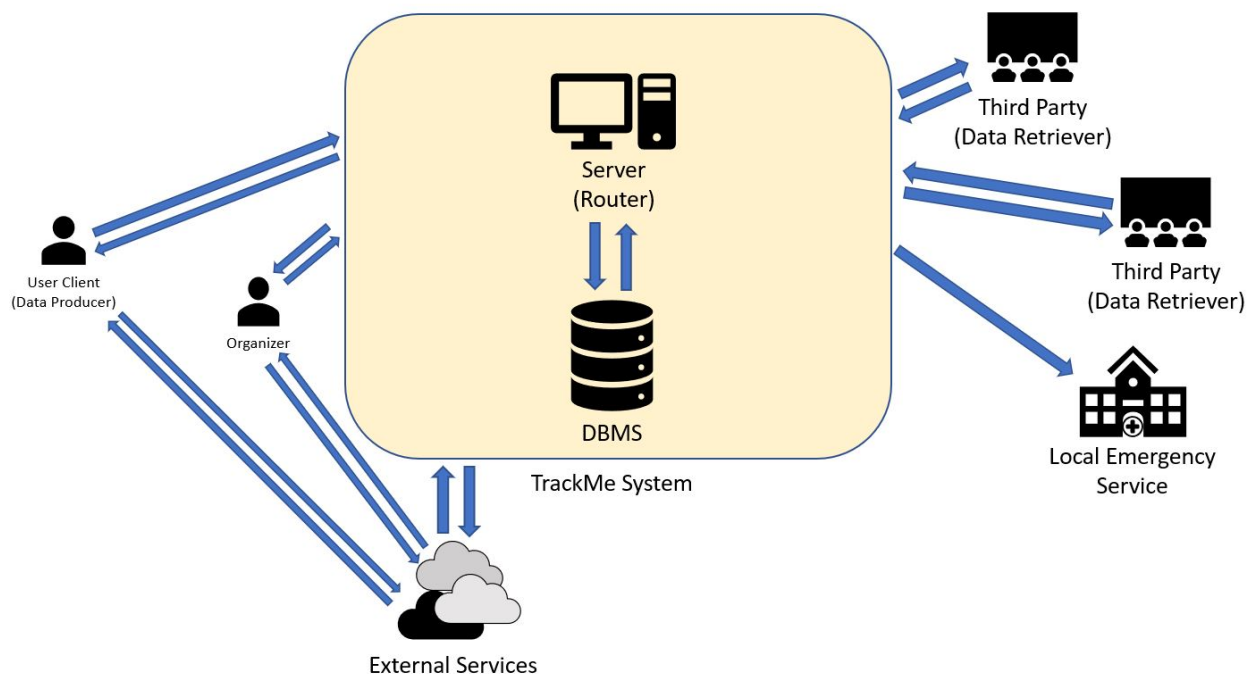 Server
(Router)
DBMS
TrackMe System
User Client
(Data Producer)
Organizer
External Services
Third Party
(Data Retriever)
Third Party
(Data Retriever)
Local Emergency
Service